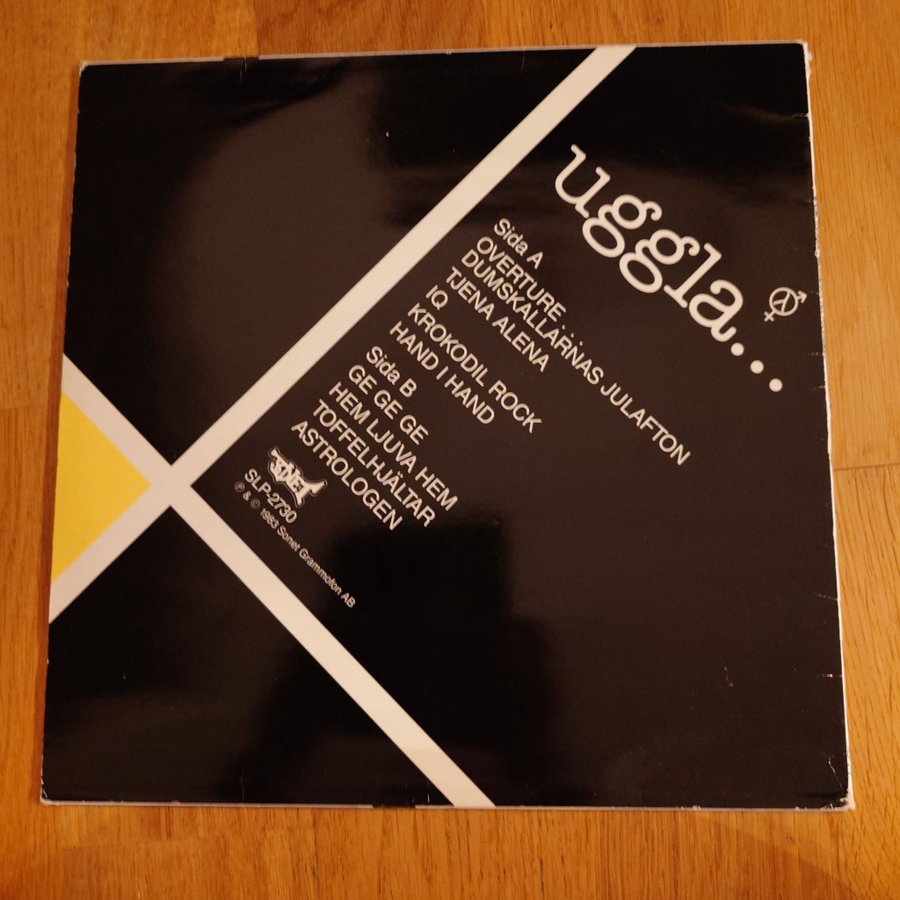 uggla...
Sida A
OVERTURE
DUMSKALLARNAS JULAFTON
TJENA ALENA
IQ
KROKODIL ROCK
HAND I HAND
Sida B
GE GE GE
HEM LJUVA HEM
TOFFELHJÄLTAR
ASTROLOGEN
SONET
SLP-2730
℗ & © 1983 Sonet Grammofon AB